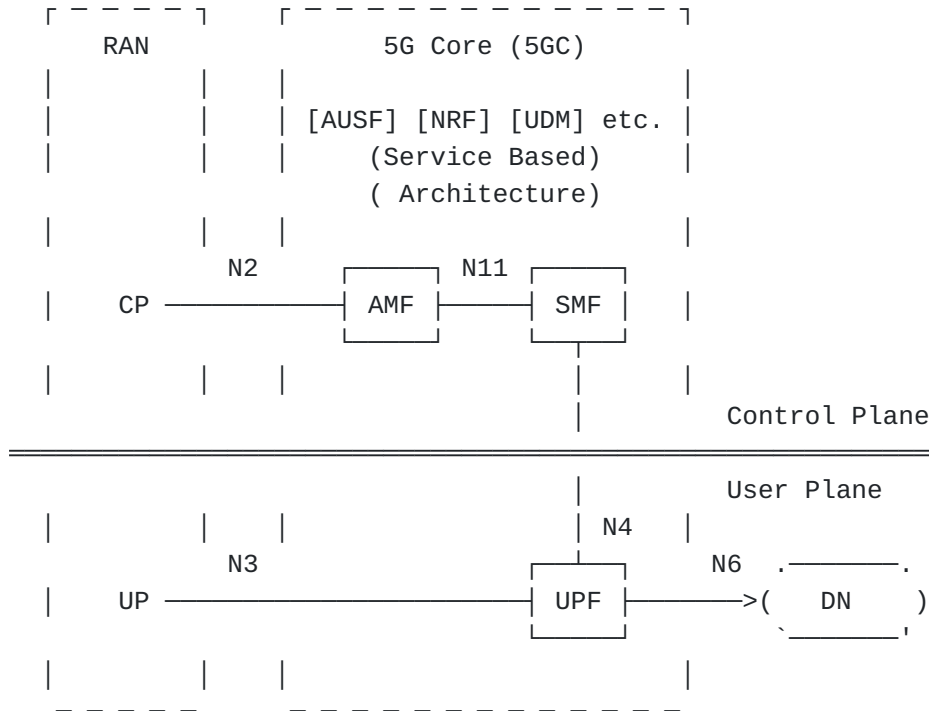 RAN 5G Core (5GC)
[AUSF] [NRF] [UDM] etc.
(Service Based)
( Architecture)
N2 N11
CP AMF SMF
Control Plane
User Plane
N4
N3 N6
UP UPF DN